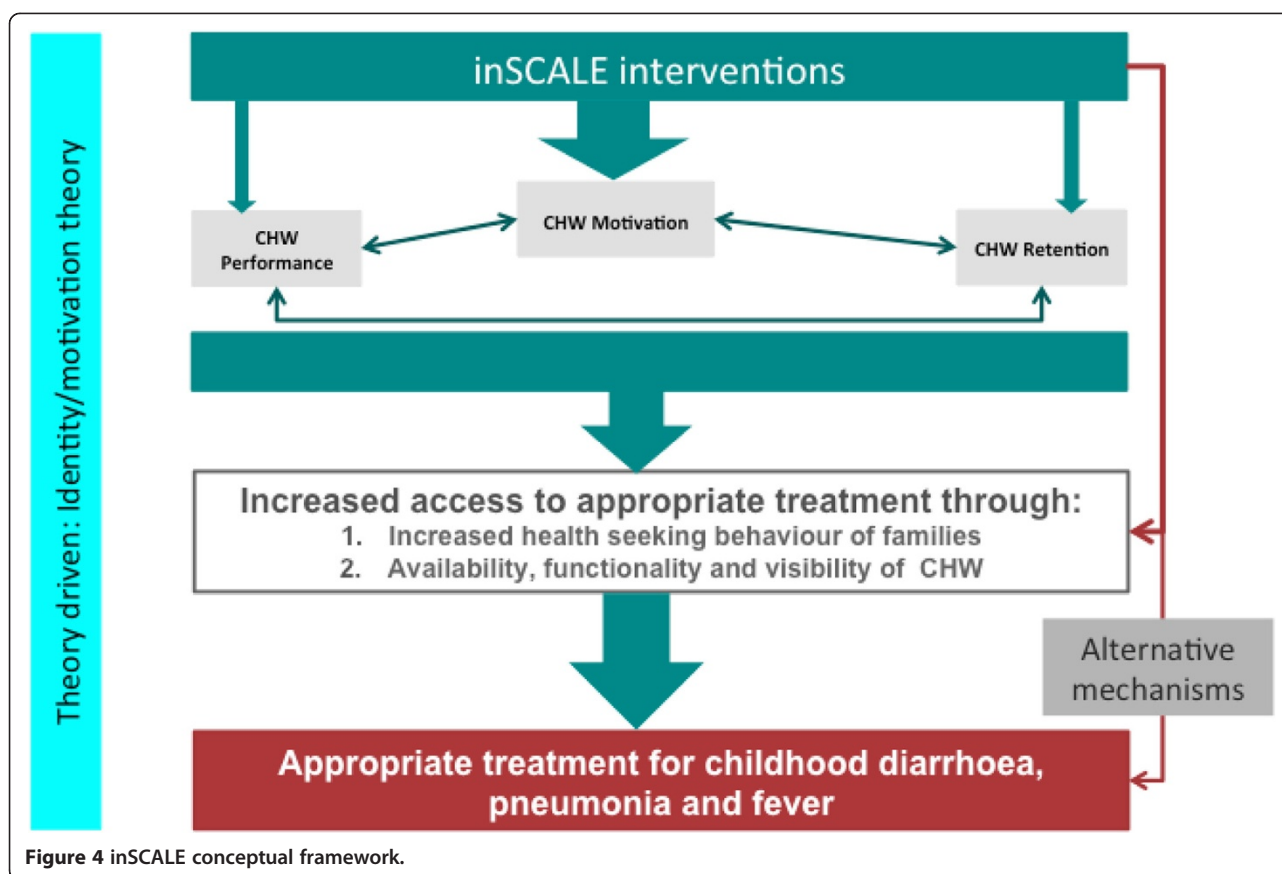 Theory driven: Identity/motivation theory
inSCALE interventions
CHW
Performance
CHW Motivation
CHW Retention
Increased access to appropriate treatment through:
1. Increased health seeking behaviour of families
2. Availability, functionality and visibility of CHW
Alternative
mechanisms
Appropriate treatment for childhood diarrhoea,
pneumonia and fever
Figure 4 inSCALE conceptual framework.